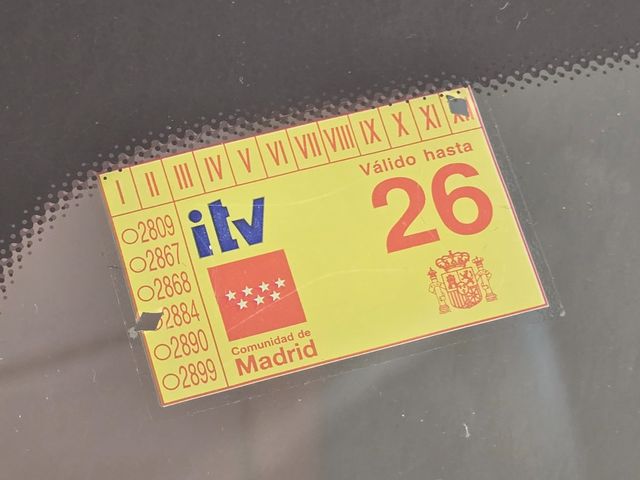 I II III IV V VI VII VIII IX X XI XII
Válido hasta
26
itv
2809
2867
2868
2884
2890
2899
Comunidad de
Madrid